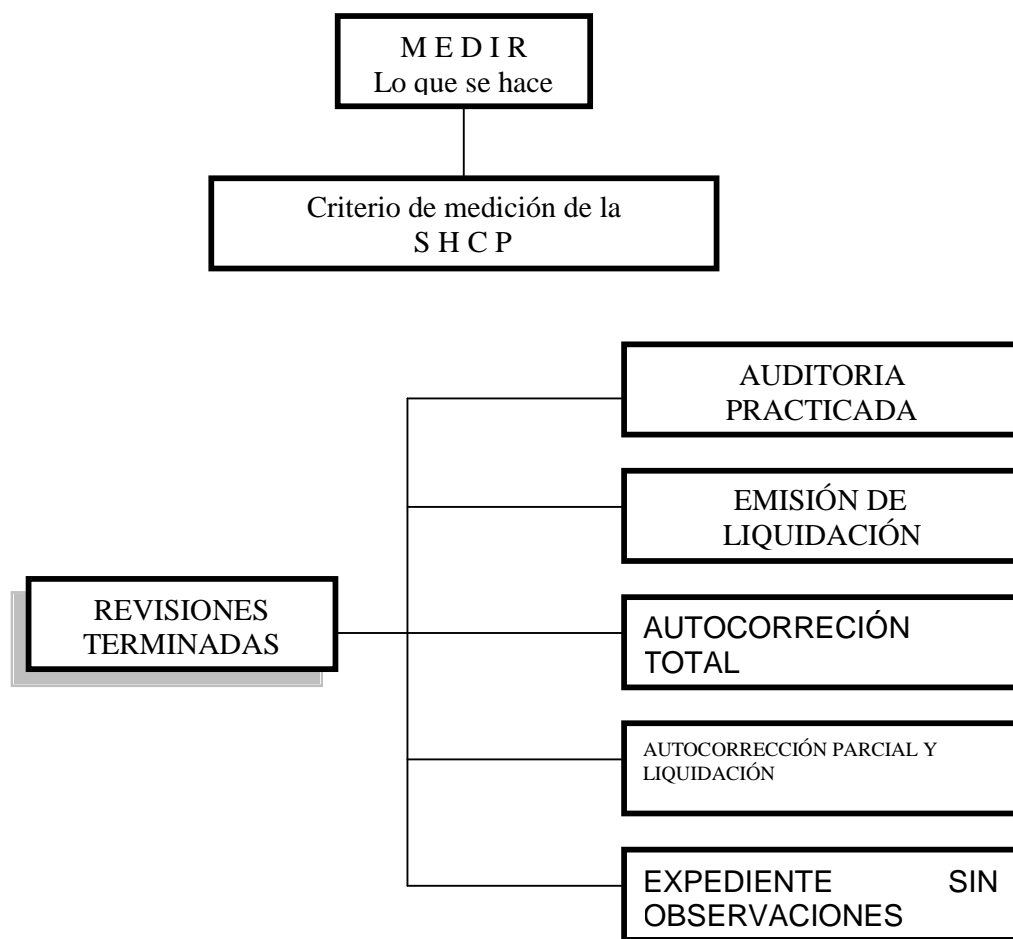 M E D I R
Lo que se hace
Criterio de medición de la
S H C P
AUDITORIA
PRACTICADA
EMISIÓN DE
LIQUIDACIÓN
REVISIONES
TERMINADAS
AUTOCORRECIÓN
TOTAL
AUTOCORRECCIÓN PARCIAL Y
LIQUIDACIÓN
EXPEDIENTE SIN
OBSERVACIONES